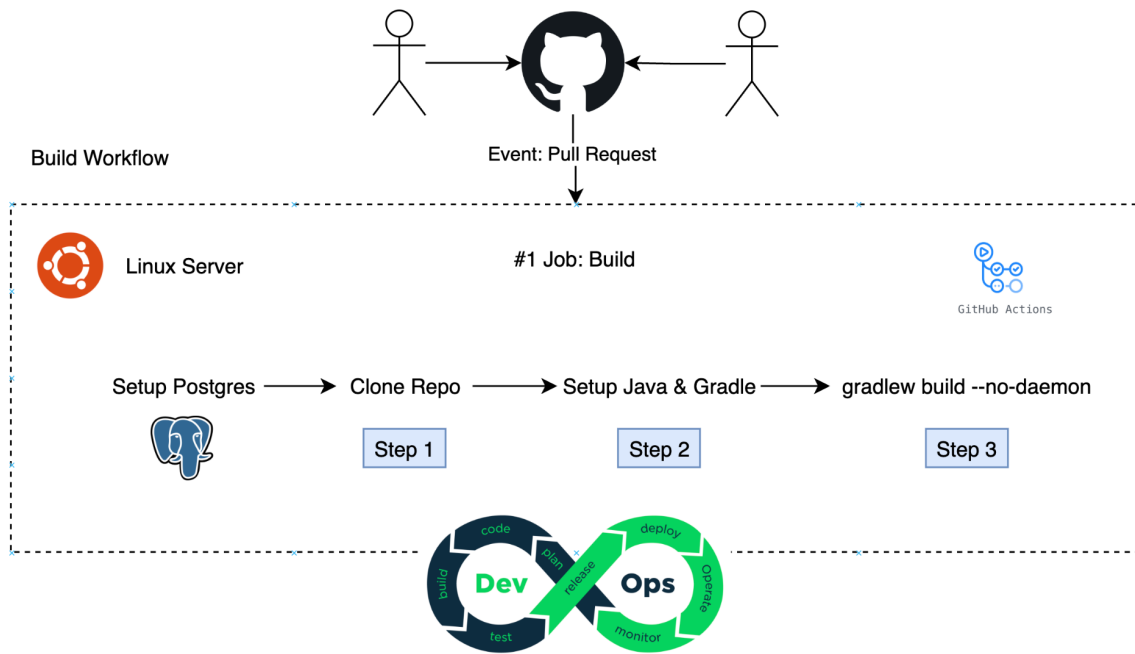 Event: Pull Request
Build Workflow
Linux Server
#1 Job: Build
GitHub Actions
Setup Postgres
Clone Repo
Setup Java & Gradle
gradlew build --no-daemon
Step 1
Step 2
Step 3
code
plan
build
test
Dev
release
deploy
Operate
monitor
Ops